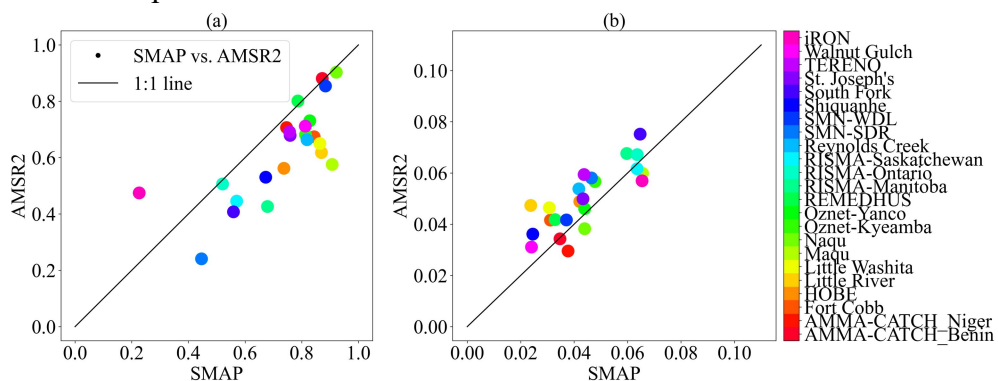 (a)
1.0
0.8
0.6
0.4
0.2
0.0
AMSR2
SMAP vs. AMSR2
1:1 line
0.0 0.2 0.4 0.6 0.8 1.0
SMAP
(b)
0.10
0.08
0.06
0.04
0.02
0.00
AMSR2
0.00 0.02 0.04 0.06 0.08 0.10
SMAP
iRON
Walnut Gulch
TERENO
St. Joseph's
South Fork
Shiquanhe
SMN-WDL
SMN-SDR
Reynolds Creek
RISMA-Saskatchewan
RISMA-Ontario
RISMA-Manitoba
REMEDHUS
Oznet-Yanco
Oznet-Kyeamba
Naqu
Maqu
Little Washita
Little River
HOBE
Fort Cobb
AMMA-CATCH_Niger
AMMA-CATCH_Benin